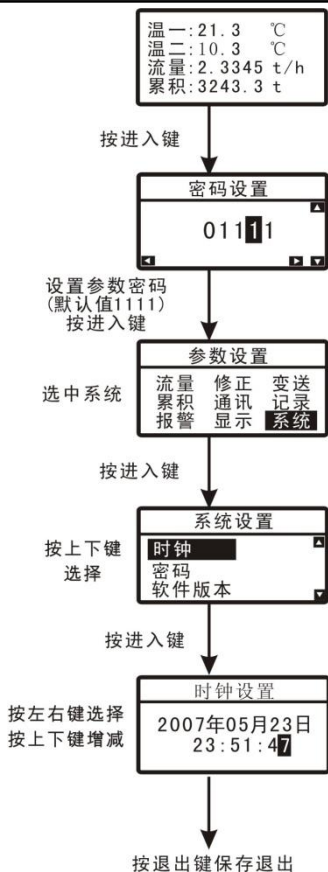 温一:21.3 ℃
温二:10.3 ℃
流量:2.3345 t/h
累积:3243.3 t
按进入键
密码设置
01111
设置参数密码
(默认值1111)
按进入键
参数设置
选中系统
流量 修正 变送
累积 通讯 记录
报警 显示 系统
按进入键
系统设置
按上下键
选择
时钟
密码
软件版本
按进入键
时钟设置
按左右键选择
按上下键增减
2007年05月23日
23:51:47
按退出键保存退出